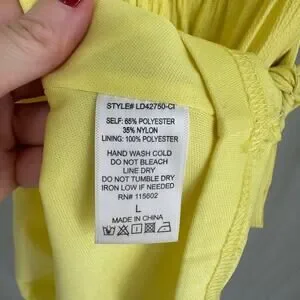 STYLE# LD42750-CI
SELF: 65% POLYESTER
35% NYLON
LINING: 100% POLYESTER
HAND WASH COLD
DO NOT BLEACH
LINE DRY
DO NOT TUMBLE DRY
IRON LOW IF NEEDED
RN# 115602
L
MADE IN CHINA